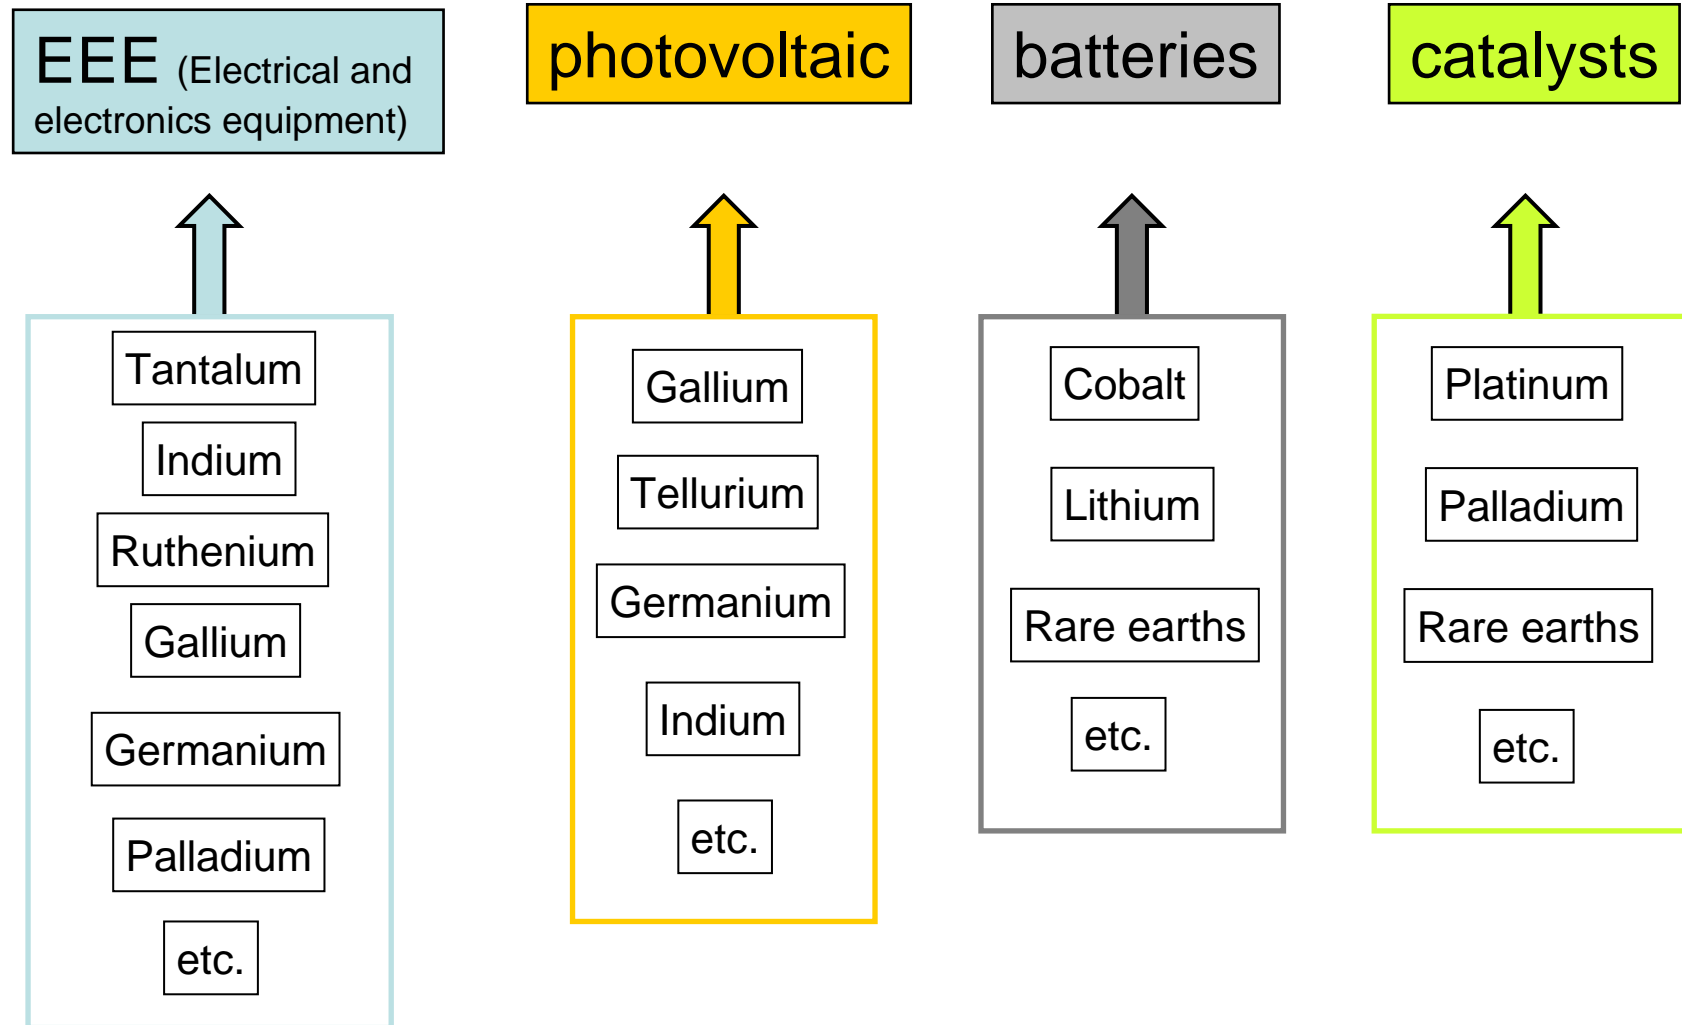 EEE (Electrical and
electronics equipment)
photovoltaic
batteries
catalysts
Tantalum
Indium
Ruthenium
Gallium
Germanium
Palladium
etc.
Gallium
Tellurium
Germanium
Indium
etc.
Cobalt
Lithium
Rare earths
etc.
Platinum
Palladium
Rare earths
etc.